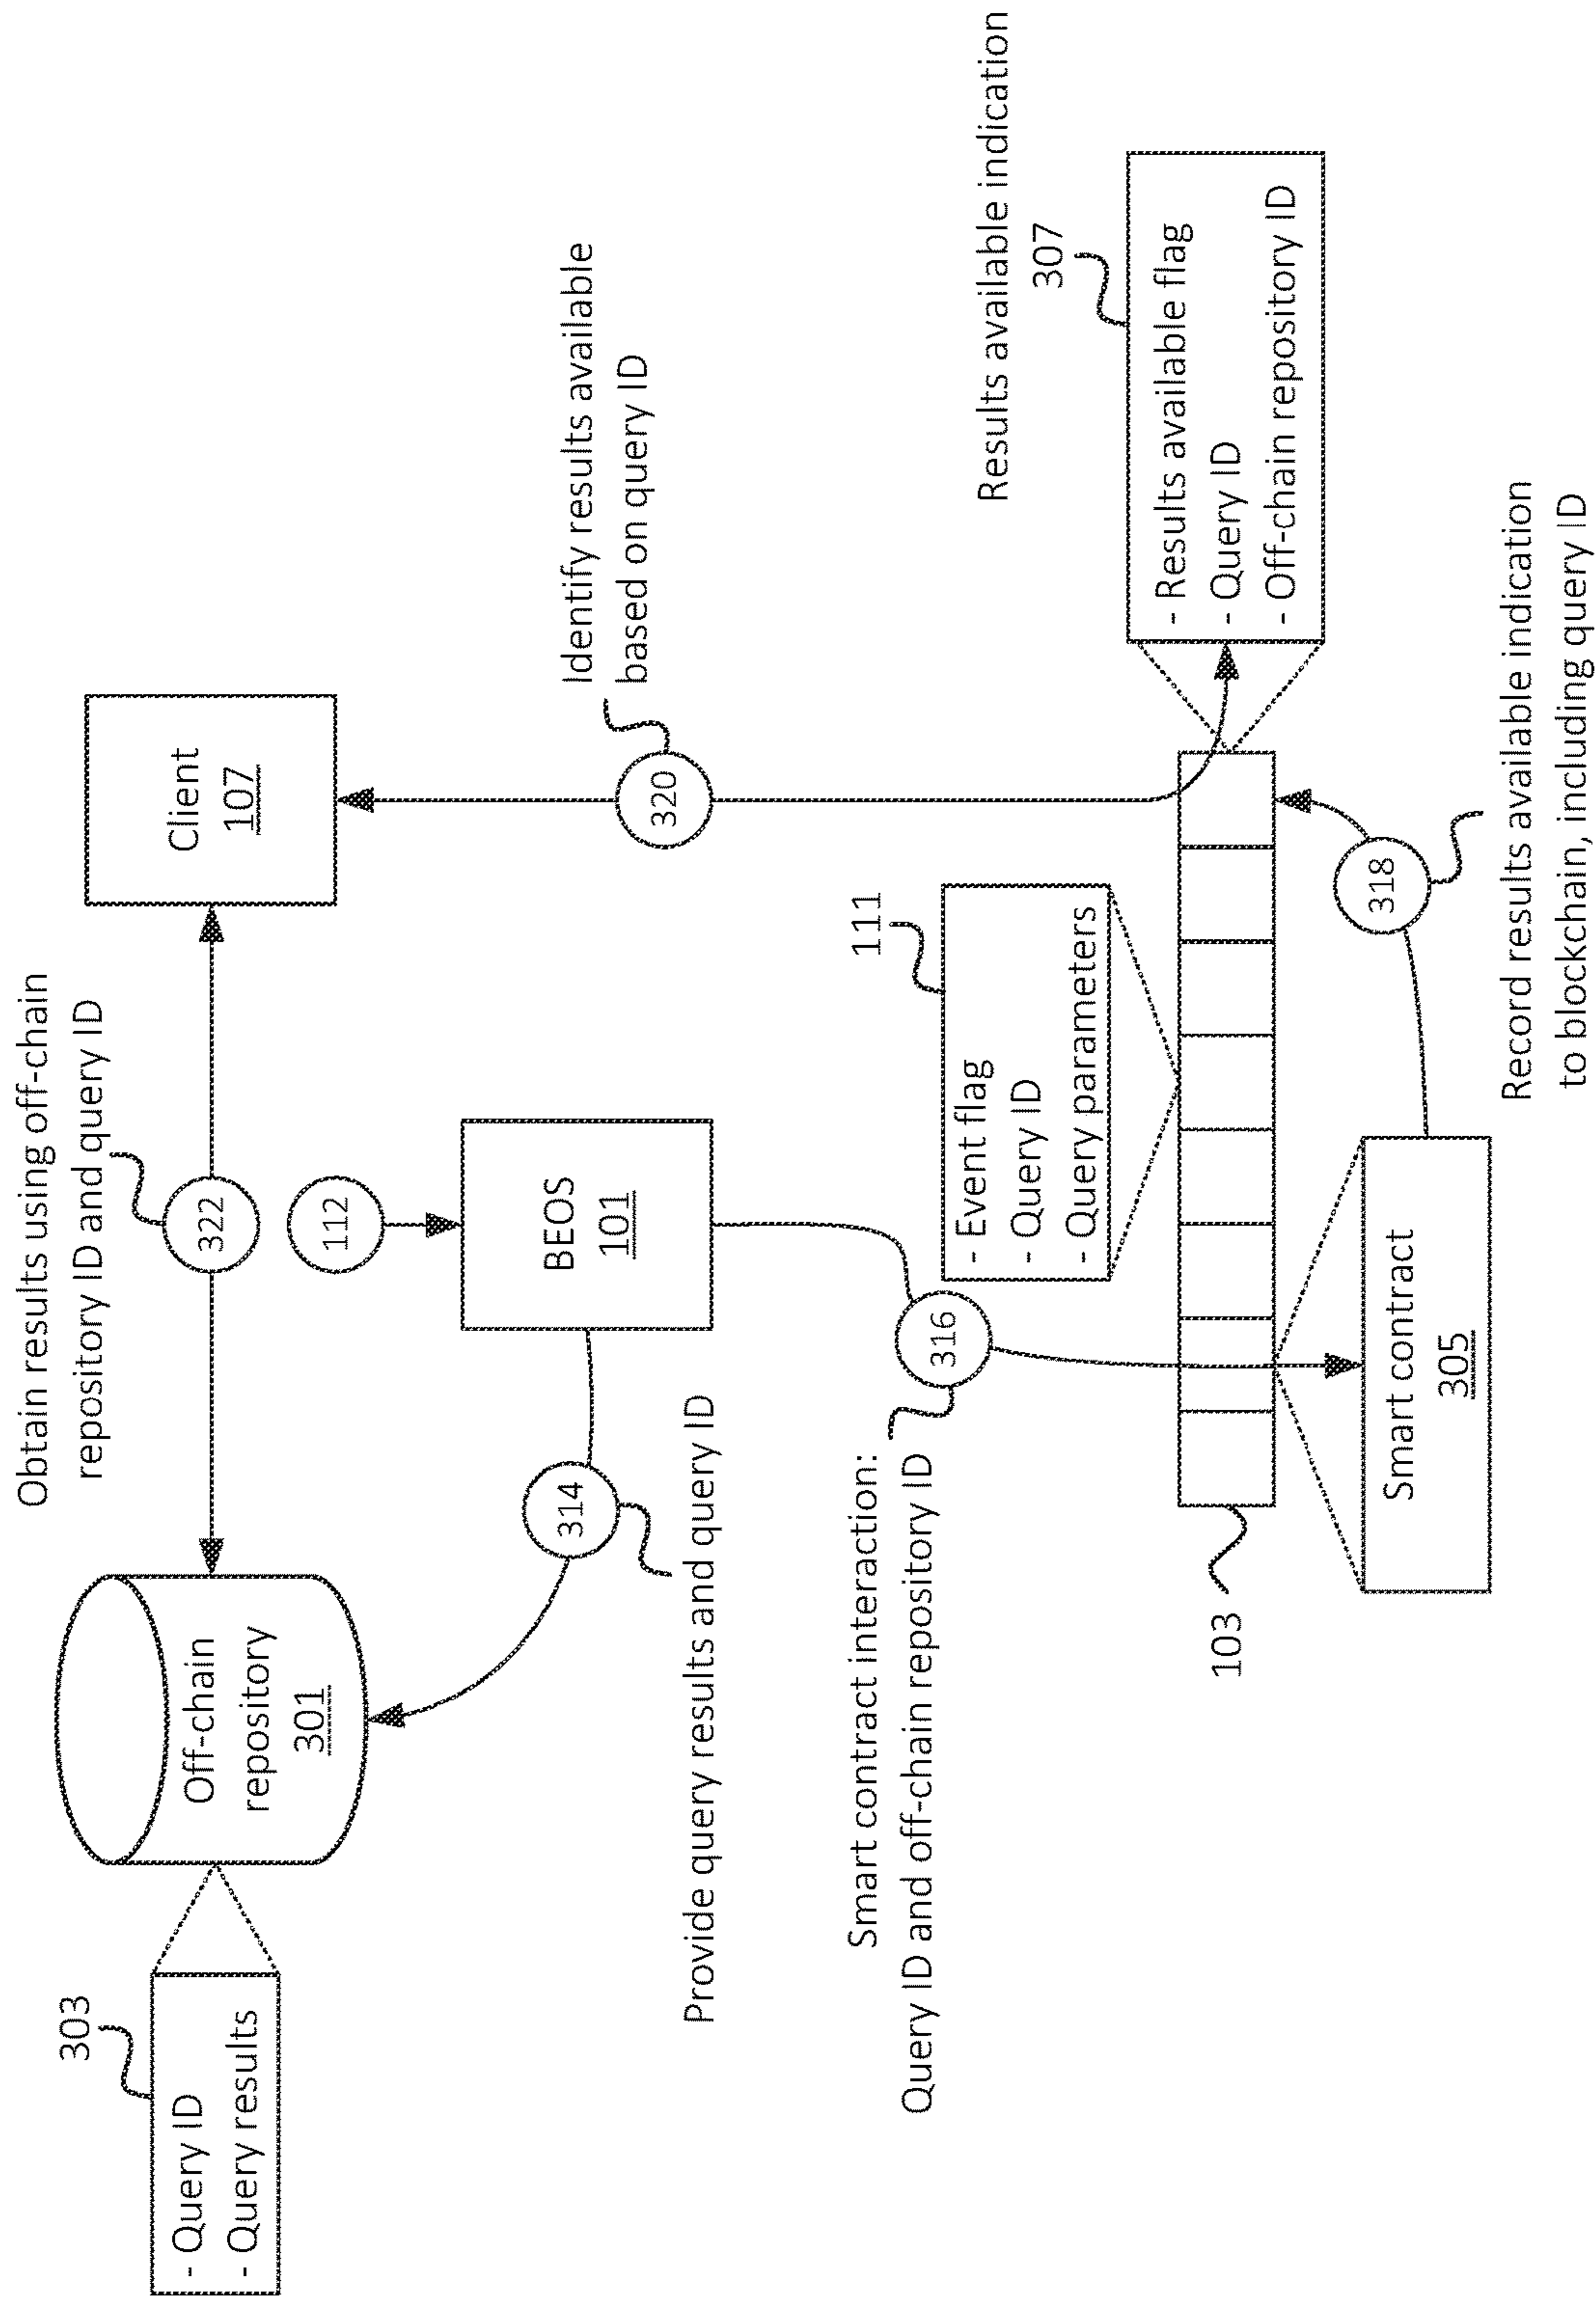 Obtain results using off-chain
repository ID and query ID
303
- Query ID
- Query results
Off-chain
repository
301
322
Client
107
112
314
Provide query results and query ID
BEOS
101
320
Identify results available
based on query ID
Smart contract interaction:
Query ID and off-chain repository ID
316
111
- Event flag
- Query ID
- Query parameters
Results available indication
307
- Results available flag
- Query ID
- Off-chain repository ID
103
Smart contract
305
318
Record results available indication
to blockchain, including query ID